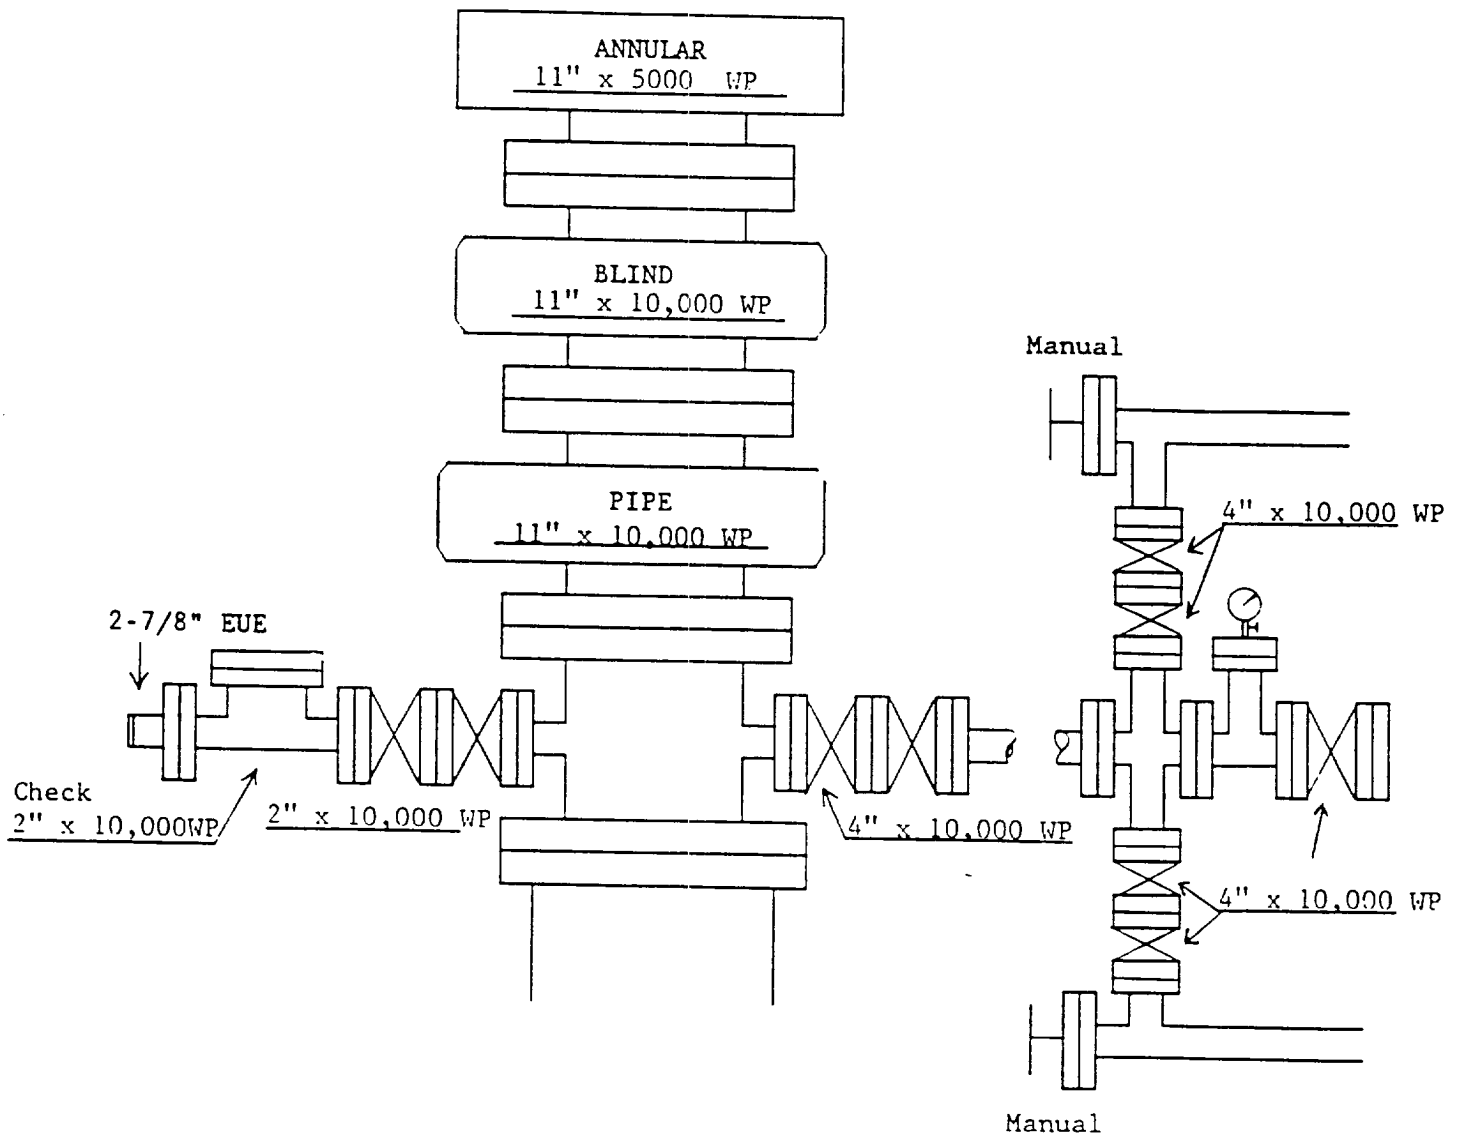 ANNULAR
11" x 5000 WP
BLIND
11" x 10,000 WP
Manual
PIPE
11" x 10,000 WP
4" x 10,000 WP
2-7/8" EUE
Check
2" x 10,000WP
2" x 10,000 WP
4" x 10,000 WP
4" x 10,000 WP
Manual